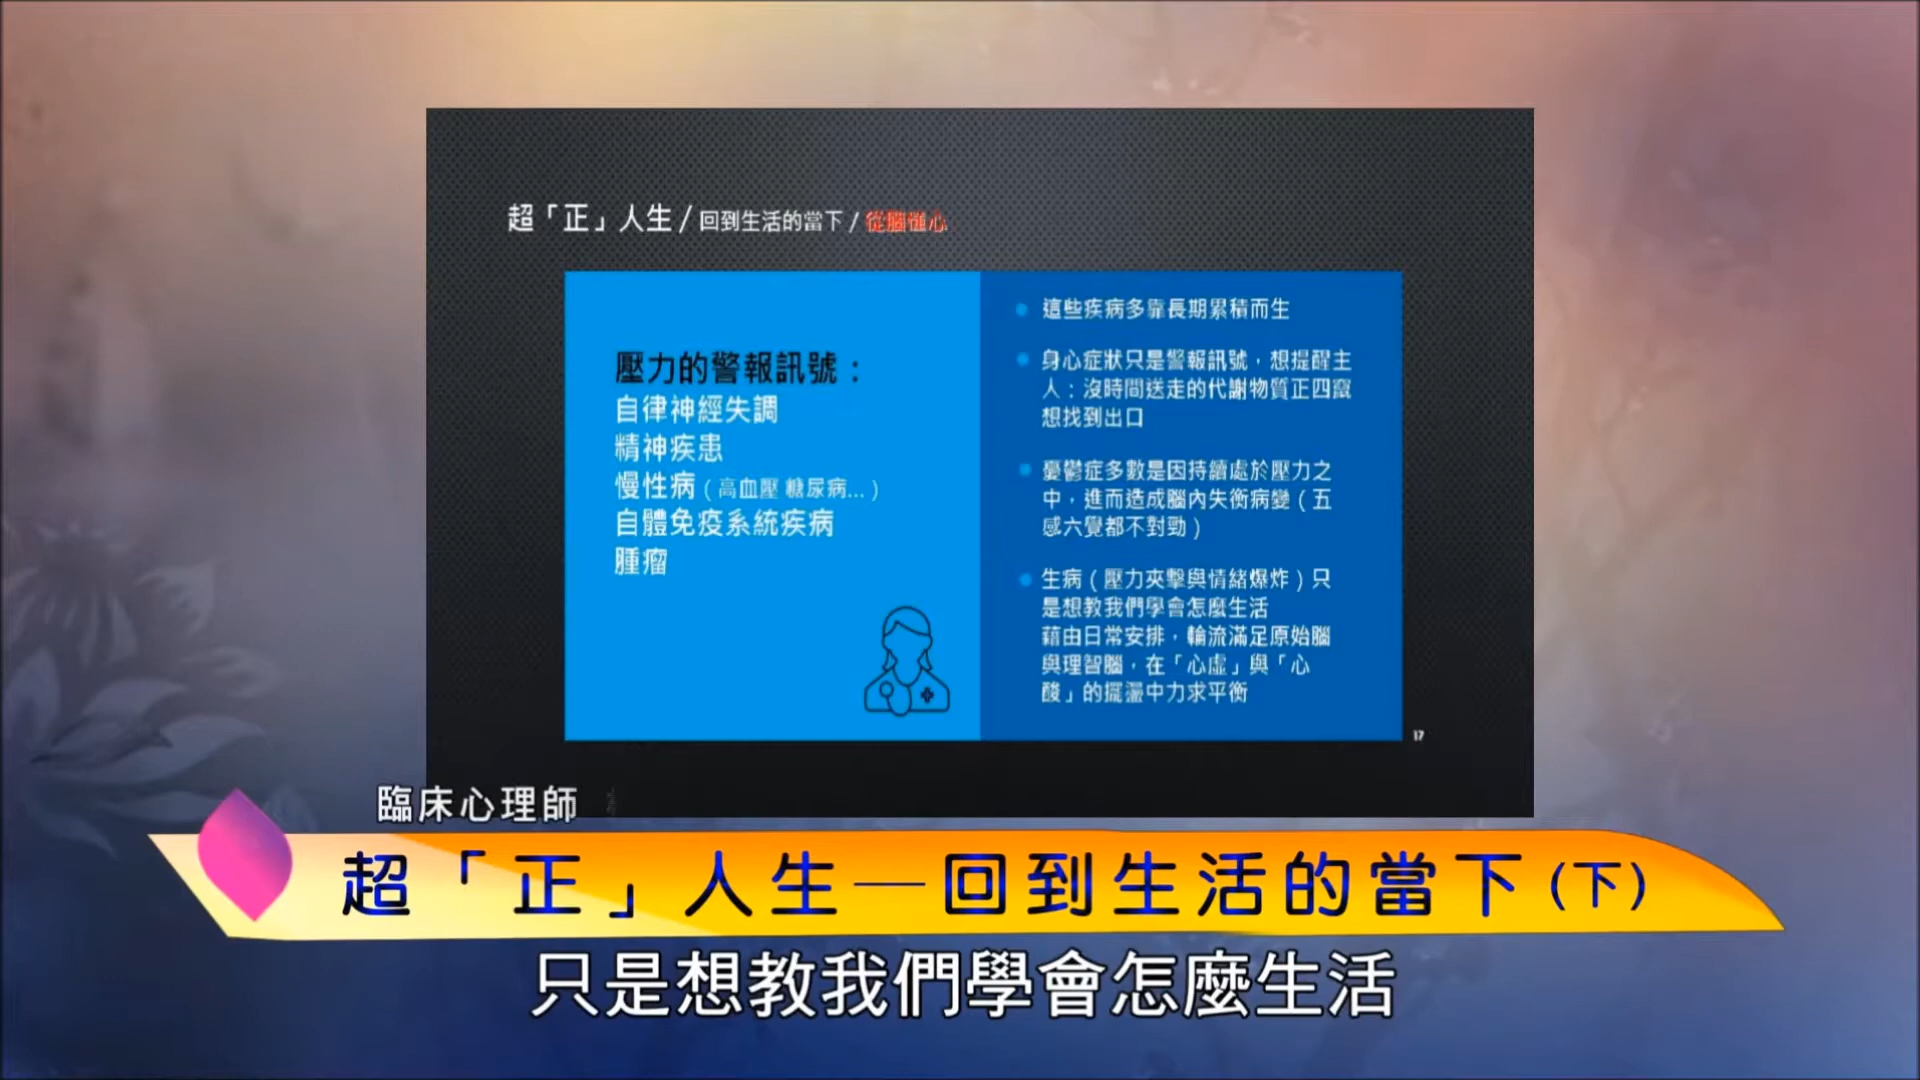 超「正」人生 / 回到生活的當下 / 從腦從心
壓力的警報訊號：
自律神經失調
精神疾患
慢性病（高血壓 糖尿病...）
自體免疫系統疾病
腫瘤
這些疾病多靠長期累積而生
身心症狀只是警報訊號，想提醒主
人：沒時間送走的代謝物質正四竄
想找到出口
憂鬱症多數是因持續處於壓力之
中，進而造成腦內失衡病變（五
感六覺都不對勁）
生病（壓力夾擊與情緒爆炸）只
是想教我們學會怎麼生活
藉由日常安排，輪流滿足原始腦
與理智腦，在「心虛」與「心
酸」的擺盪中力求平衡
17
臨床心理師
超「正」人生—回到生活的當下(下)
只是想教我們學會怎麼生活